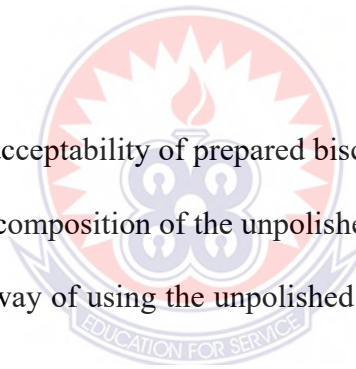 acceptability of prepared bisc
composition of the unpolishe
way of using the unpolished
EDUCATION FOR SERVICE